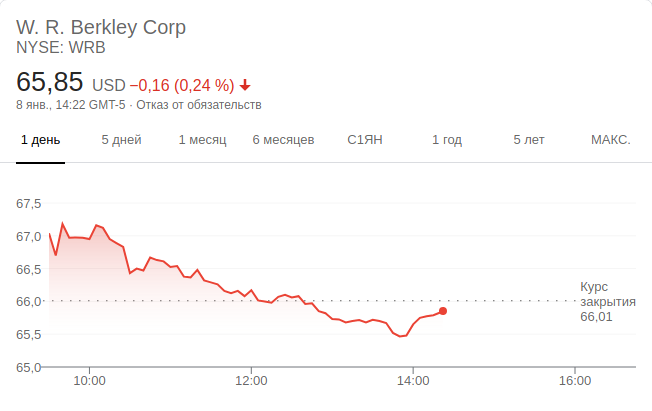 W. R. Berkley Corp
NYSE: WRB
65,85 USD −0,16 (0,24 %)
8 янв., 14:22 GMT-5 · Отказ от обязательств
1 день 5 дней 1 месяц 6 месяцев С1ЯН 1 год 5 лет МАКС.
67,5
67,0
66,5
66,0
65,5
65,0
Курс
закрытия
66,01
10:00 12:00 14:00 16:00